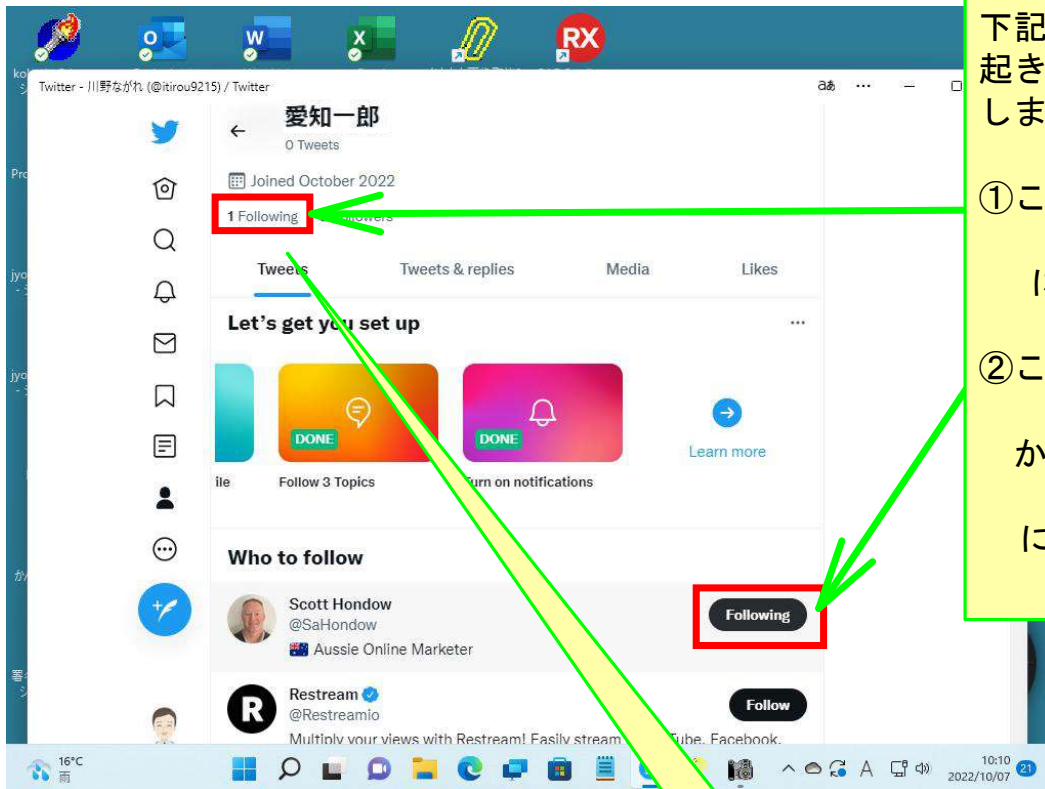 下記
起き
しま
①こ
に
②こ
か
に
RX
Twitter - 川野ながれ (@itirou9215) / Twitter
aあ
愛知一郎
0 Tweets
Joined October 2022
1 Following
Tweets
Tweets & replies
Media
Likes
Let's get you set up
DONE
DONE
Learn more
ile
Follow 3 Topics
Turn on notifications
Who to follow
Scott Hondow
@SaHondow
Aussie Online Marketer
Following
Restream
@Restreamio
Follow
Multiply your views with Restream! Easily stream Tube, Facebook,
16°C
雨
A
10:10
2022/10/07
21